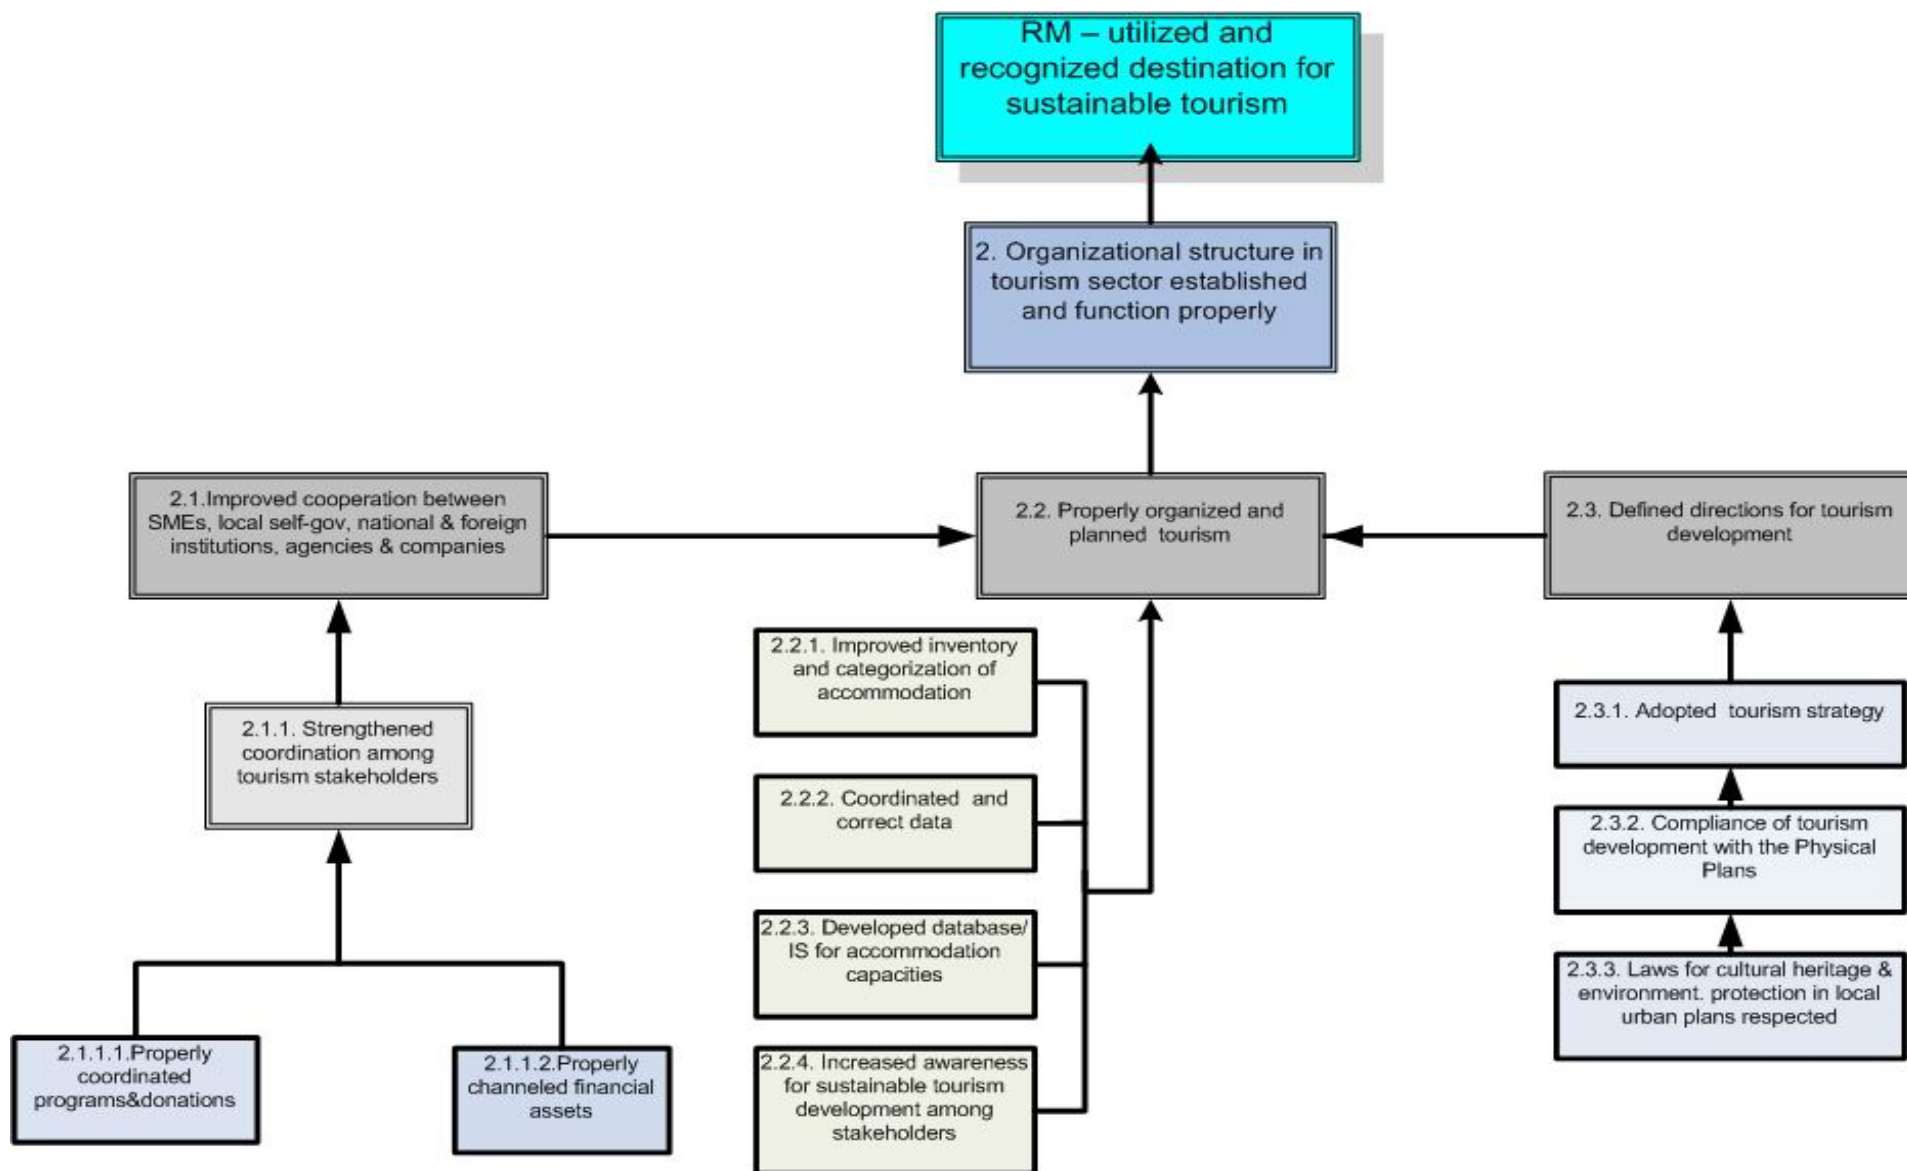 RM – utilized and
recognized destination for
sustainable tourism
2. Organizational structure in
tourism sector established
and function properly
2.1.Improved cooperation between
SMEs, local self-gov, national & foreign
institutions, agencies & companies
2.2. Properly organized and
planned tourism
2.3. Defined directions for tourism
development
2.1.1. Strengthened
coordination among
tourism stakeholders
2.1.1.1.Properly
coordinated
programs&donations
2.1.1.2.Properly
channeled financial
assets
2.2.1. Improved inventory
and categorization of
accommodation
2.2.2. Coordinated and
correct data
2.2.3. Developed database/
IS for accommodation
capacities
2.2.4. Increased awareness
for sustainable tourism
development among
stakeholders
2.3.1. Adopted tourism strategy
2.3.2. Compliance of tourism
development with the Physical
Plans
2.3.3. Laws for cultural heritage &
environment. protection in local
urban plans respected